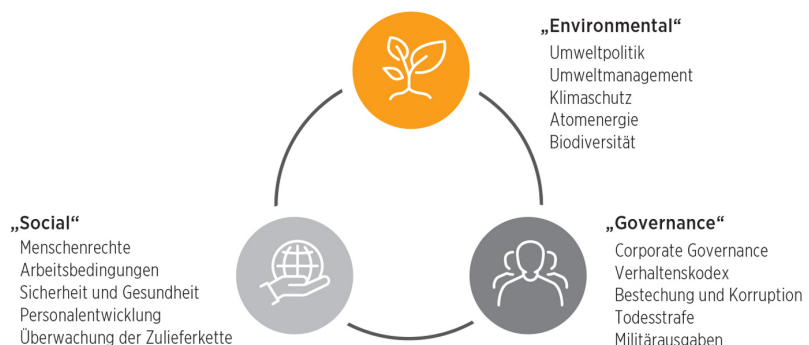 „Environmental“
Umweltpolitik
Umweltmanagement
Klimaschutz
Atomenergie
Biodiversität
„Social“
Menschenrechte
Arbeitsbedingungen
Sicherheit und Gesundheit
Personalentwicklung
Überwachung der Zulieferkette
„Governance“
Corporate Governance
Verhaltenskodex
Bestechung und Korruption
Todesstrafe
Militärausgaben